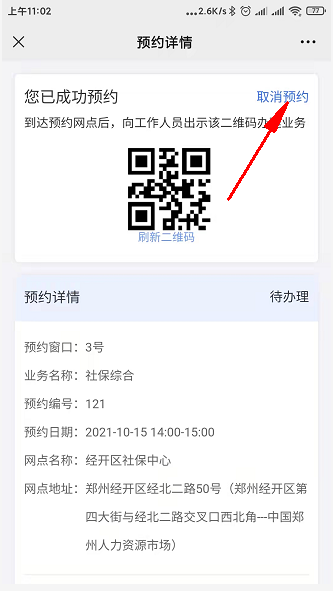 上午11:02
...2.6K/s
77
预约详情
您已成功预约
取消预约
到达预约网点后，向工作人员出示该二维码办理业务
刷新二维码
预约详情
待办理
预约窗口：3号
业务名称：社保综合
预约编号：121
预约日期：2021-10-15 14:00-15:00
网点名称：经开区社保中心
网点地址：郑州经开区经北二路50号（郑州经开区第
四大街与经北二路交叉口西北角---中国郑
州人力资源市场）